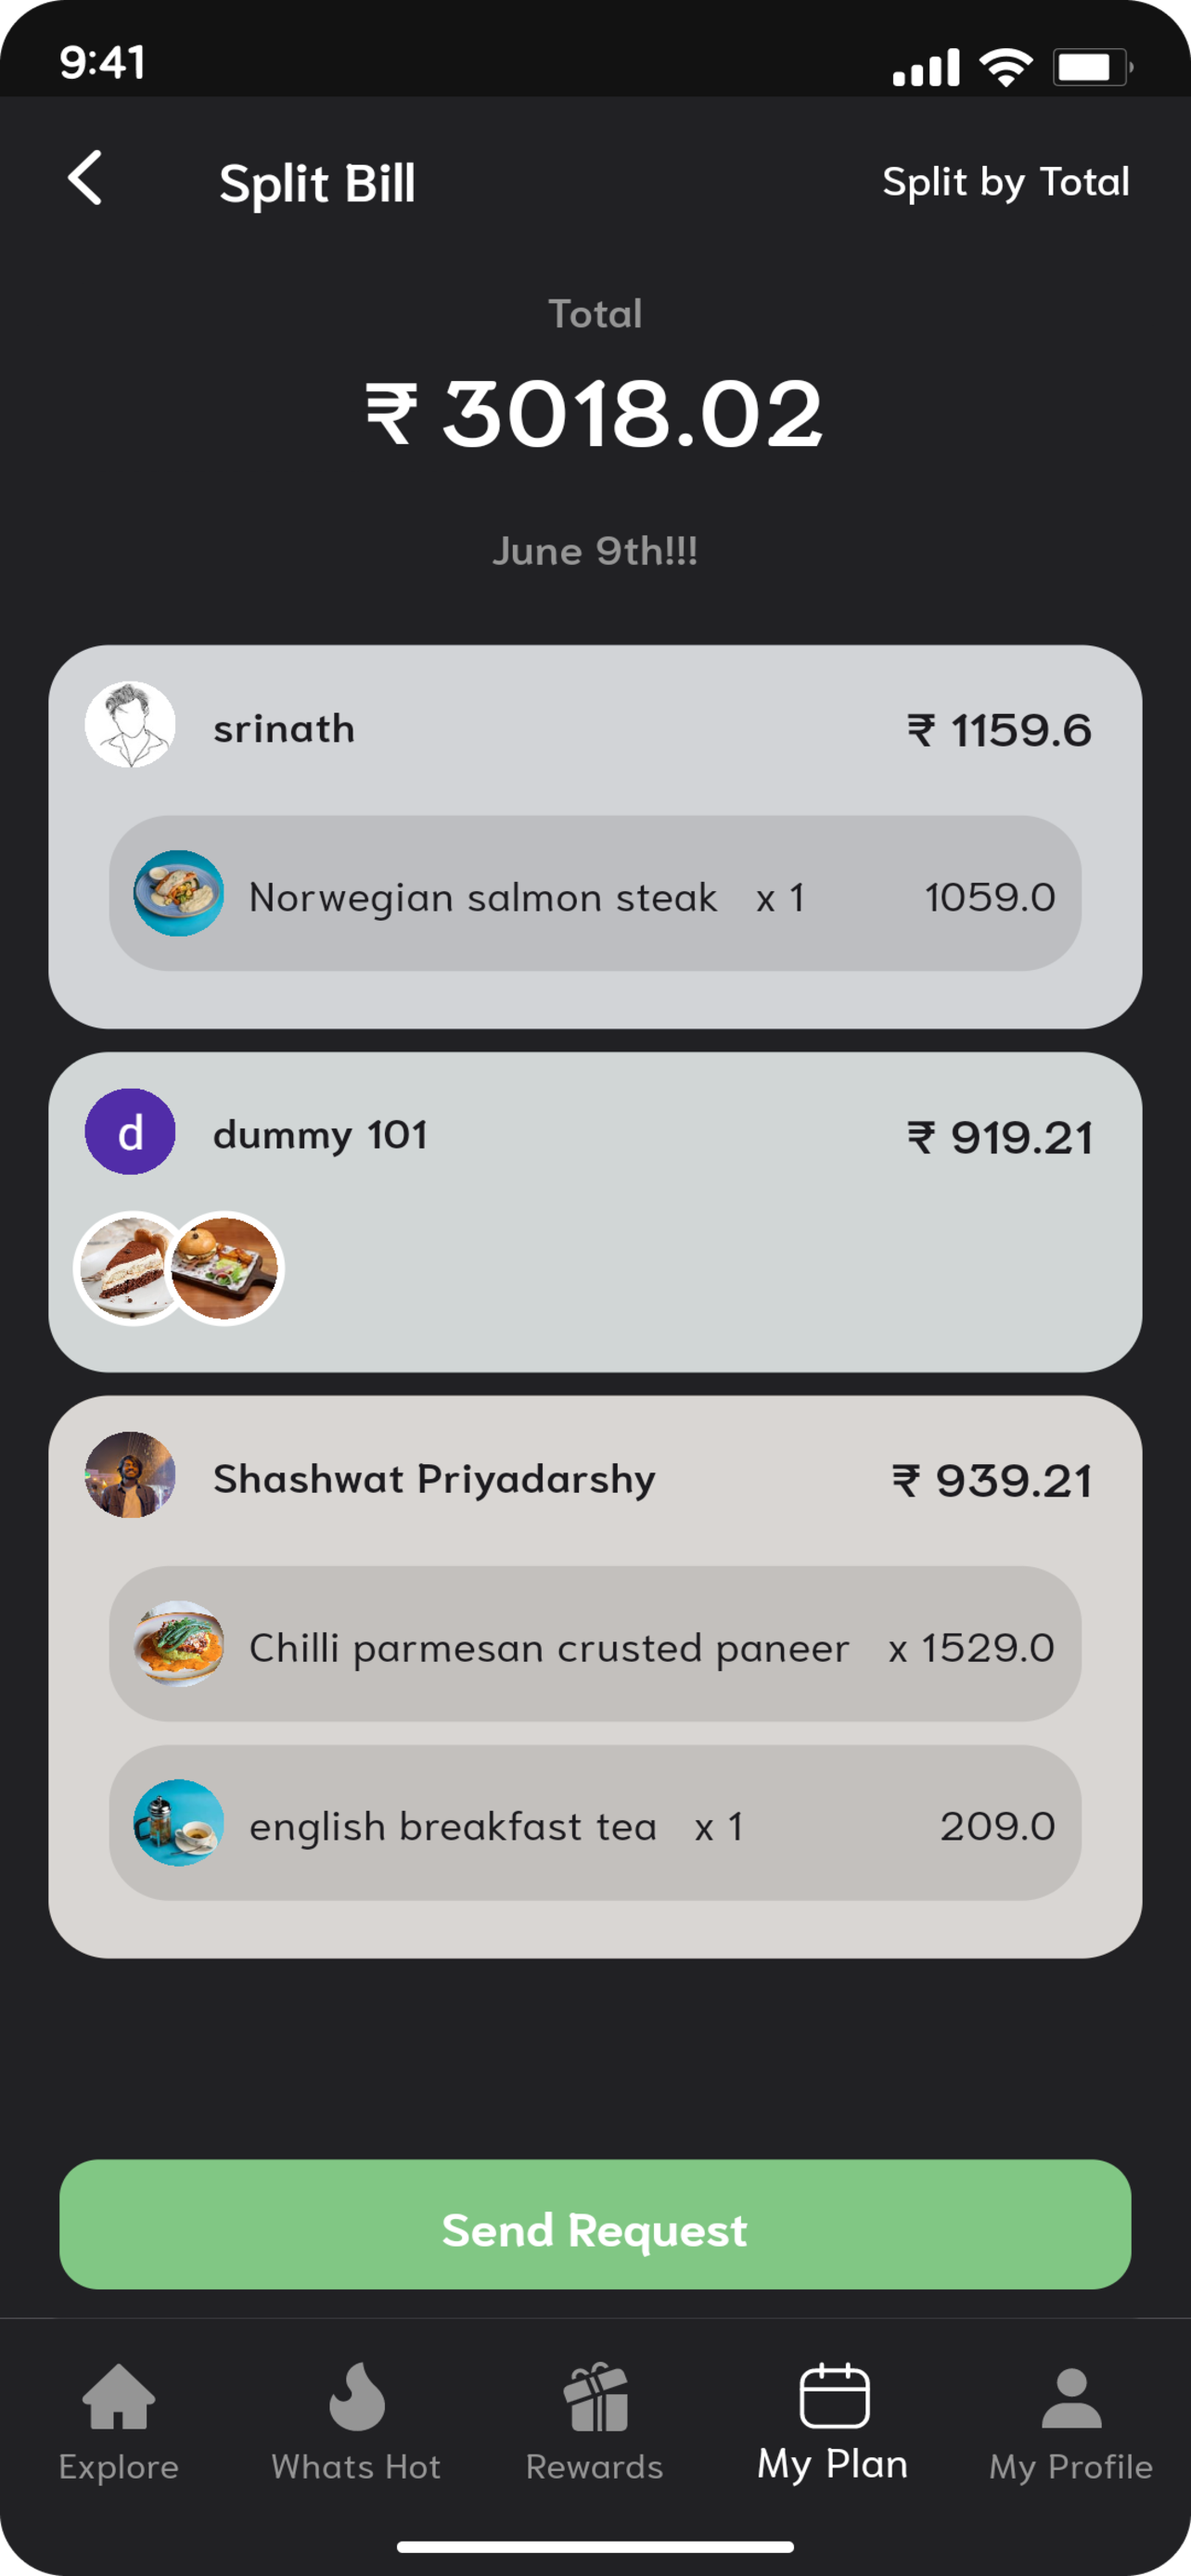 9:41
Split Bill
Split by Total
Total
₹ 3018.02
June 9th!!!
srinath
₹ 1159.6
Norwegian salmon steak x 1 1059.0
d
dummy 101
₹ 919.21
Shashwat Priyadarshy
₹ 939.21
Chilli parmesan crusted paneer x 1529.0
english breakfast tea x 1 209.0
Send Request
Explore
Whats Hot
Rewards
My Plan
My Profile